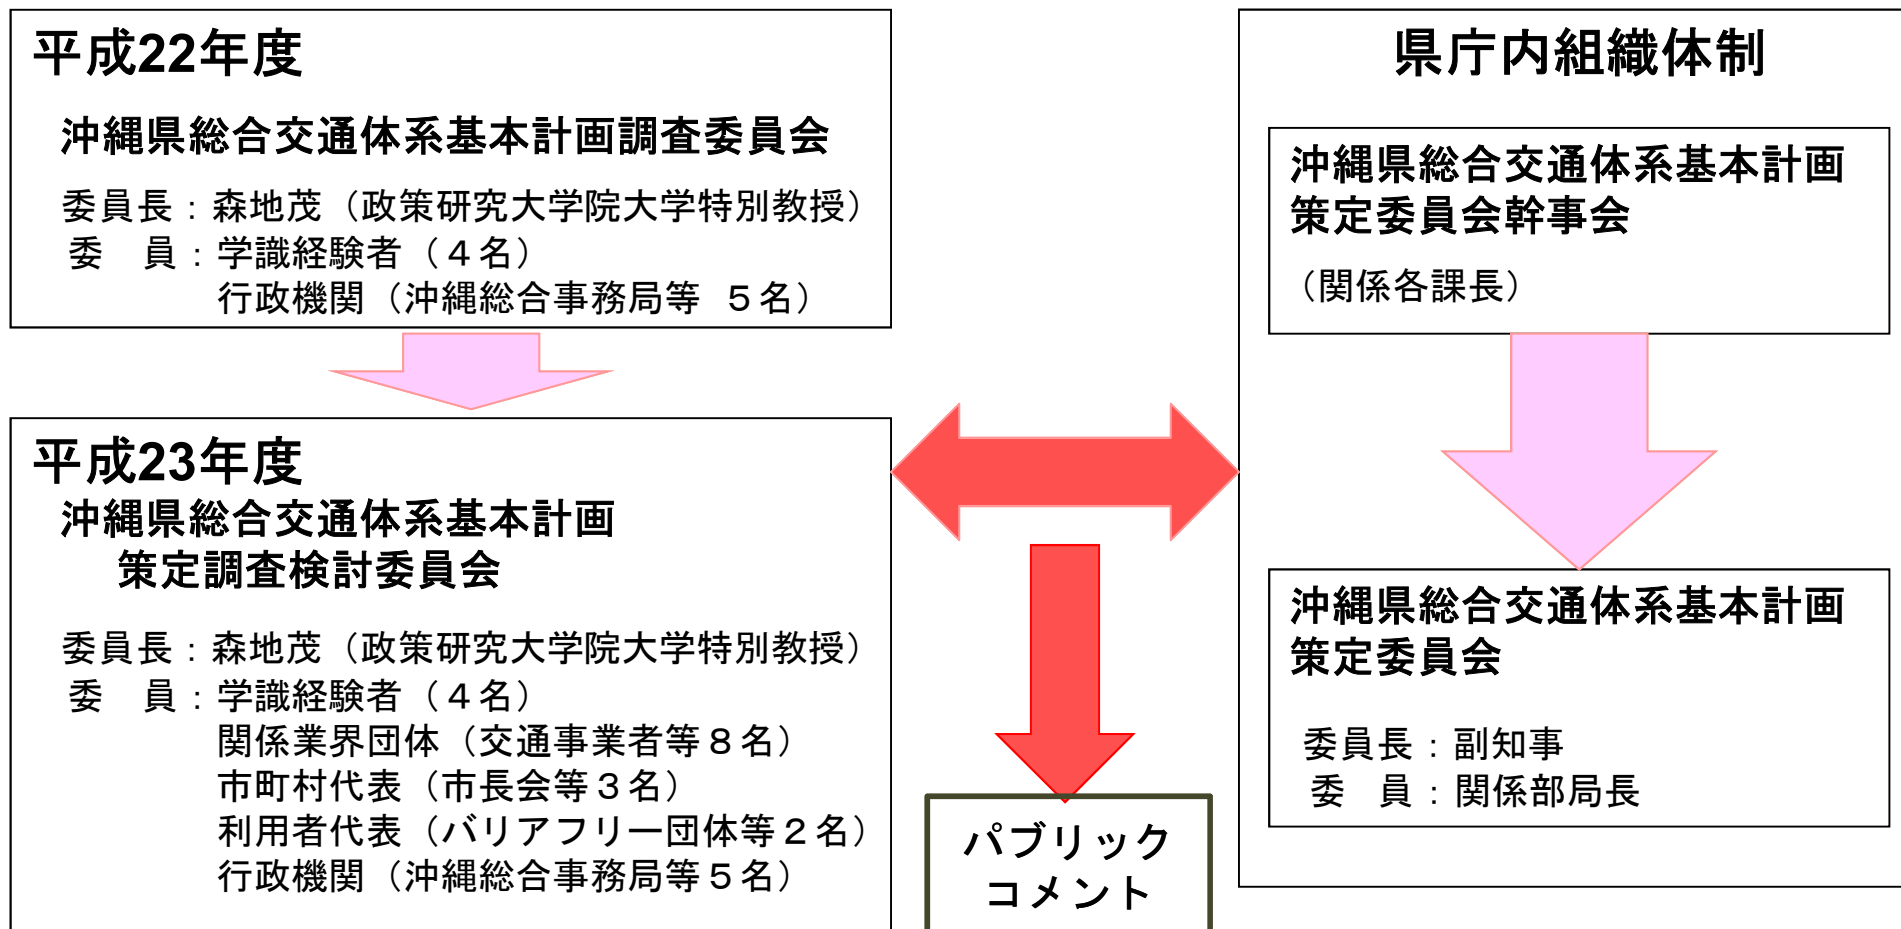 平成22年度
沖縄県総合交通体系基本計画調査委員会
委員長：森地茂（政策研究大学院大学特別教授）
委　員：学識経験者（４名）
行政機関（沖縄総合事務局等　５名）
平成23年度
沖縄県総合交通体系基本計画
策定調査検討委員会
委員長：森地茂（政策研究大学院大学特別教授）
委　員：学識経験者（４名）
関係業界団体（交通事業者等８名）
市町村代表（市長会等３名）
利用者代表（バリアフリー団体等２名）
行政機関（沖縄総合事務局等５名）
パブリック
コメント
県庁内組織体制
沖縄県総合交通体系基本計画
策定委員会幹事会
（関係各課長）
沖縄県総合交通体系基本計画
策定委員会
委員長：副知事
委　員：関係部局長